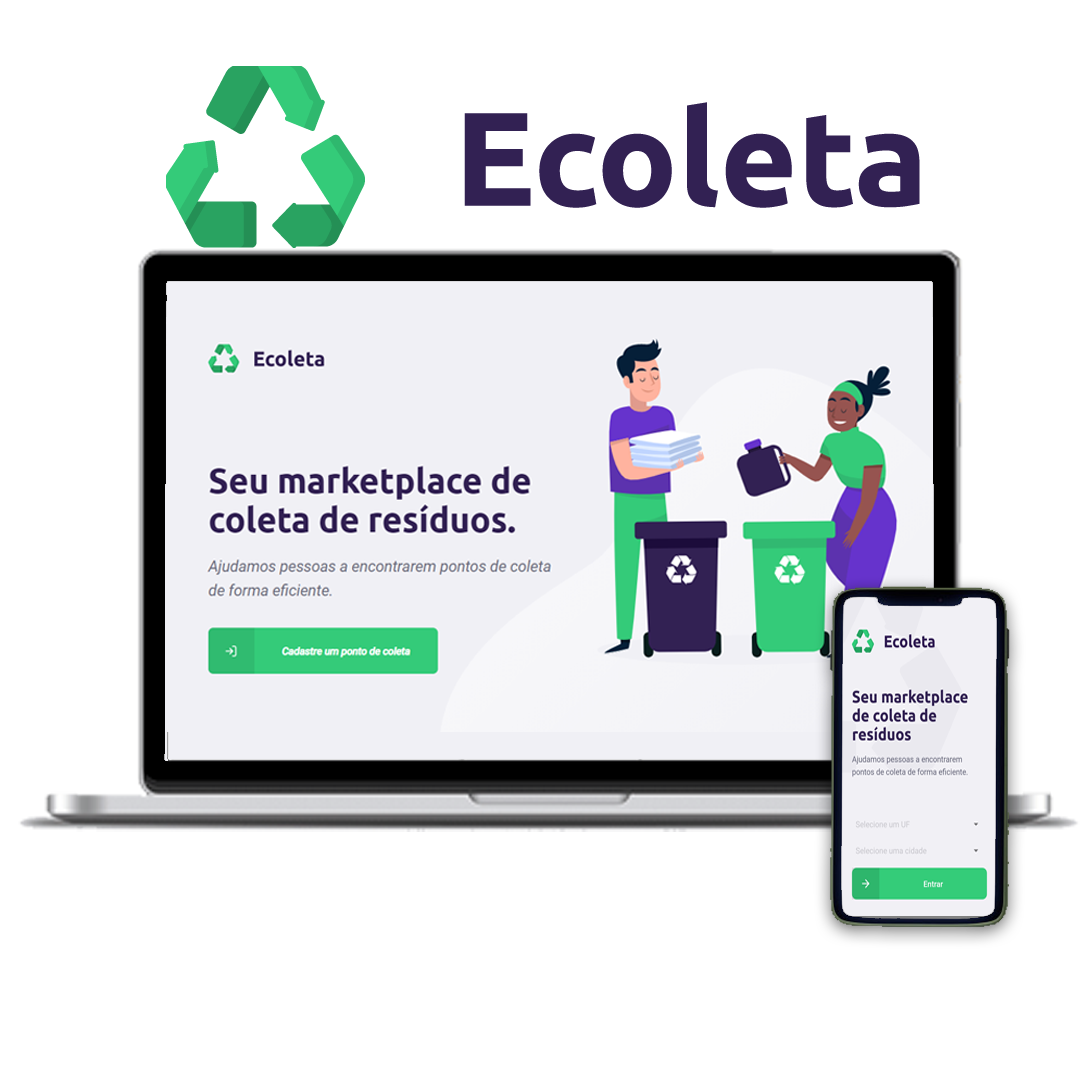 Ecoleta
Ecoleta
Seu marketplace de
coleta de resíduos.
Ajudamos pessoas a encontrarem pontos de coleta
de forma eficiente.
Cadastre um ponto de coleta
Ecoleta
Seu marketplace
de coleta de
resíduos
Ajudamos pessoas a encontrarem
pontos de coleta de forma eficiente.
Selecione um UF
Selecione uma cidade
Entrar